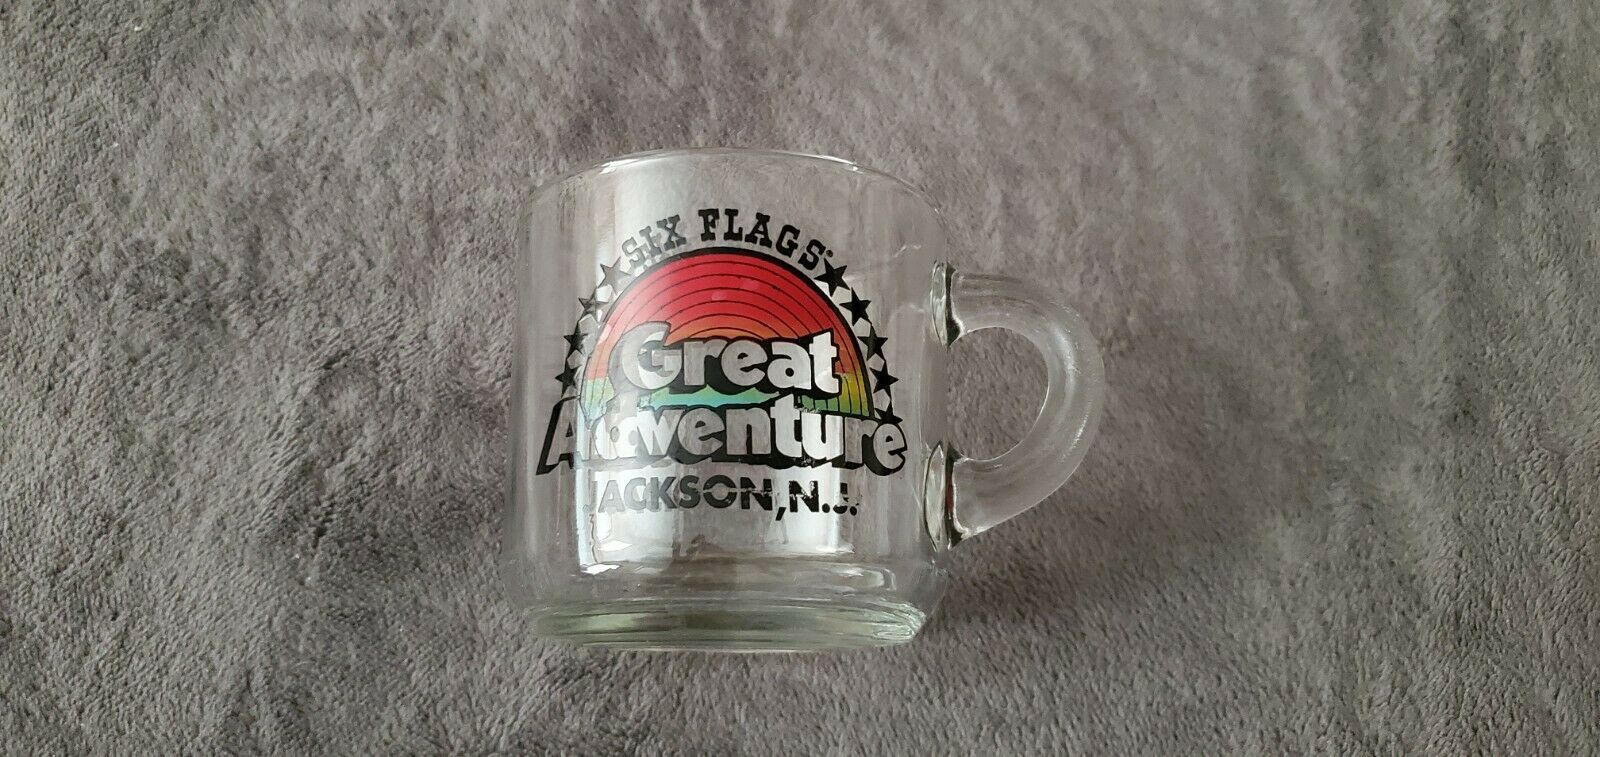 SIX FLAGS®
Great
Adventure
JACKSON, N.J.